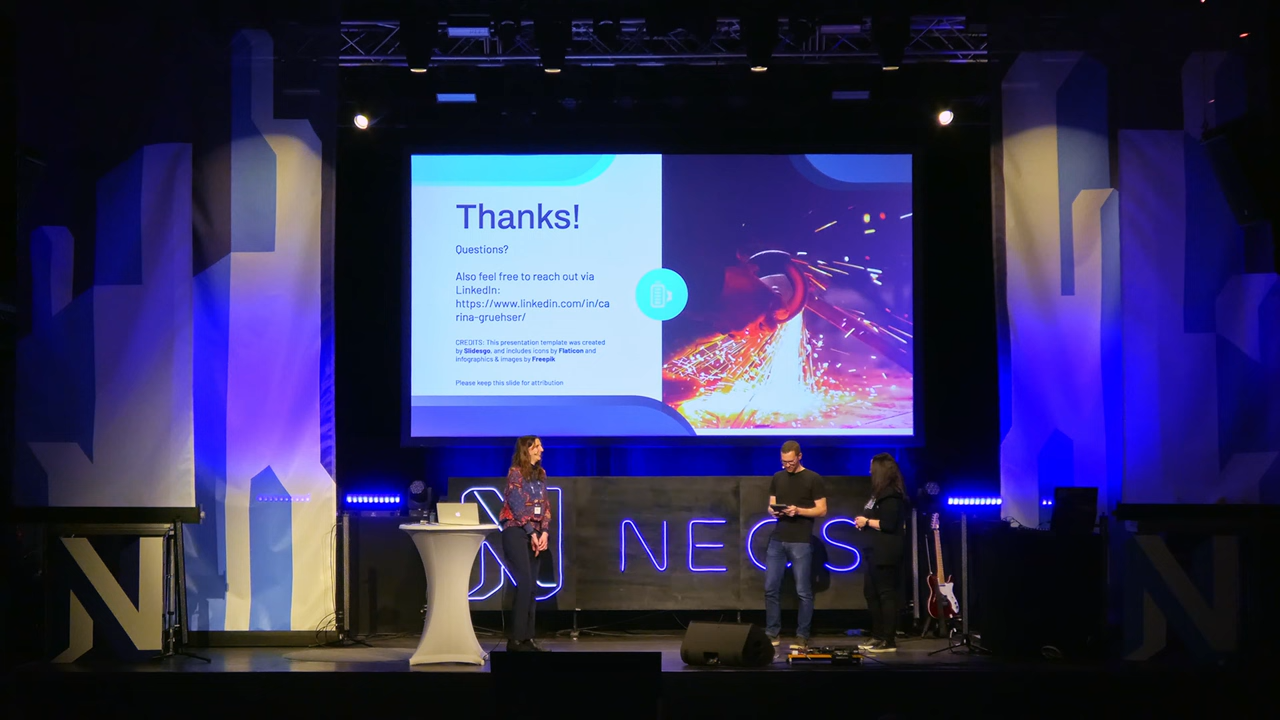 Thanks!
Questions?
Also feel free to reach out via
LinkedIn:
https://www.linkedin.com/in/ca
rina-gruehser/
CREDITS: This presentation template was created
by Slidesgo, and includes icons by Flaticon and
infographics & images by Freepik
Please keep this slide for attribution
N NEOS
N
N